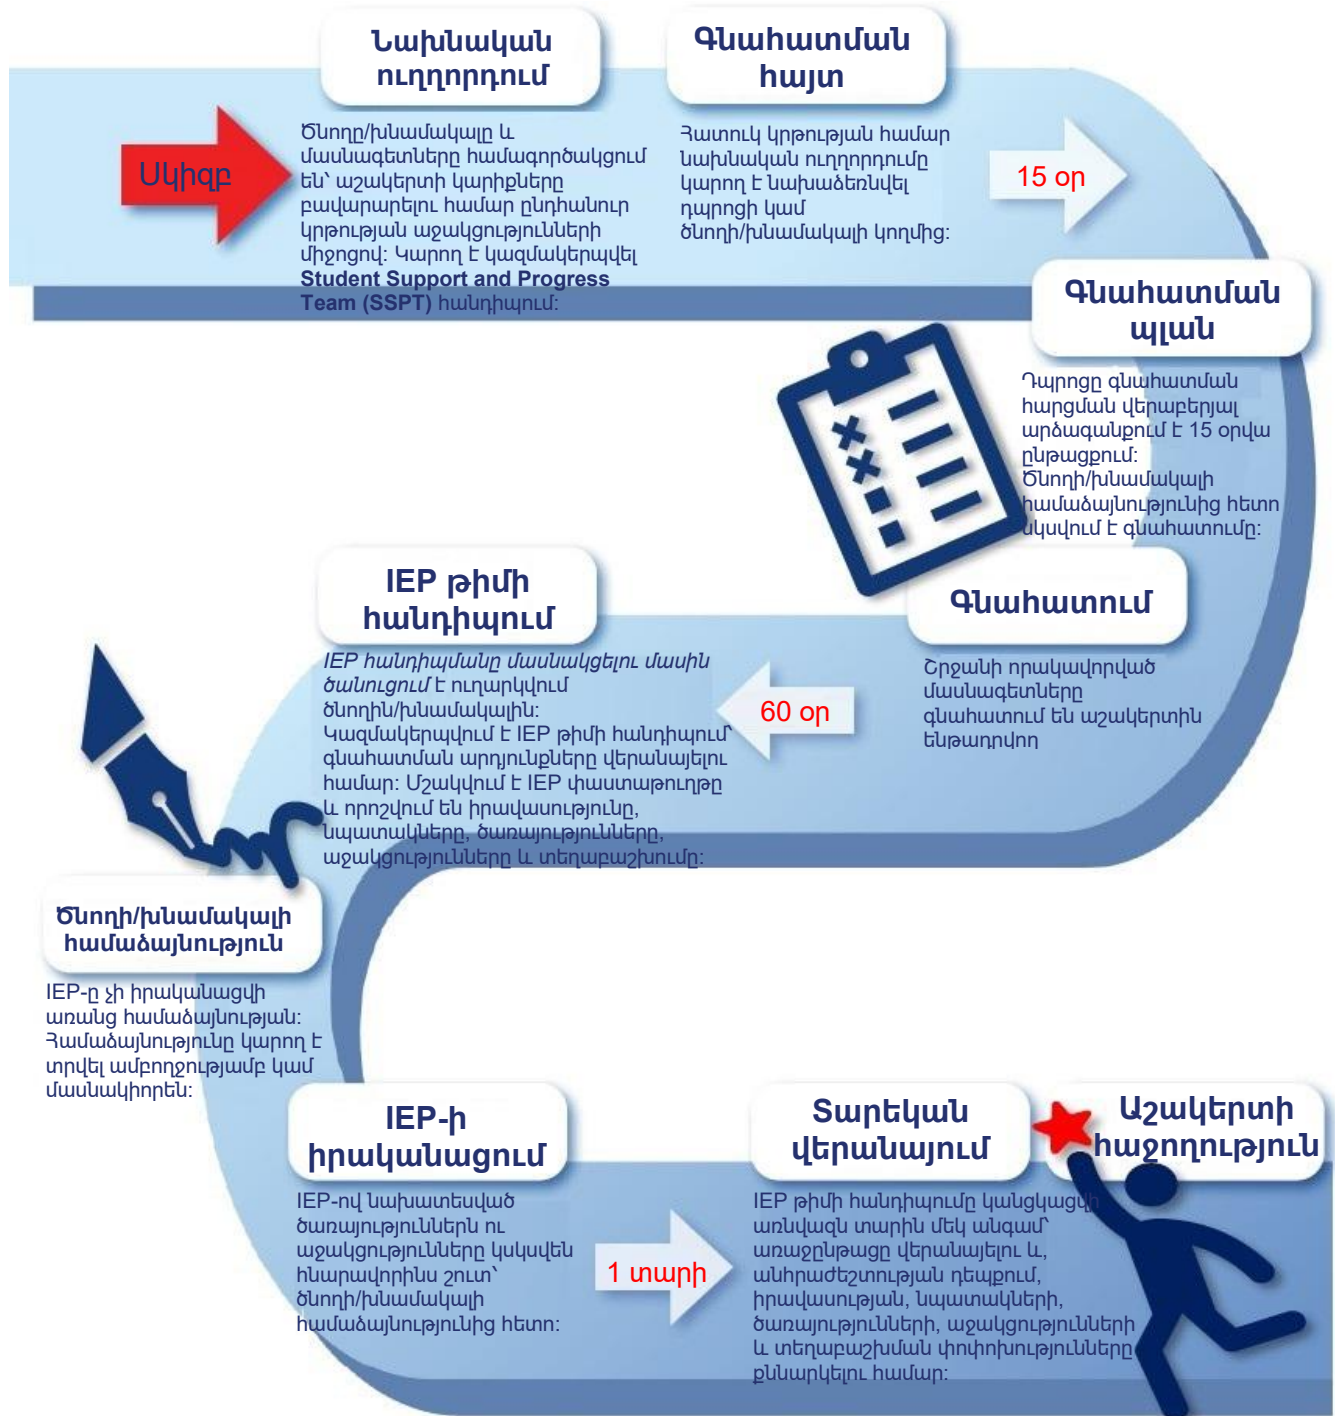 Սկիզբ
Նախնական
ուղղորդում
Ծնողը/խնամակալը և
մասնագետները համագործակցում
են՝ աշակերտի կարիքները
բավարարելու համար ընդհանուր
կրթության աջակցությունների
միջոցով: Կարող է կազմակերպվել
Student Support and Progress
Team (SSPT) հանդիպում:
Գնահատման
հայտ
Հատուկ կրթության համար
նախնական ուղղորդումը
կարող է նախաձեռնվել
դպրոցի կամ
ծնողի/խնամակալի կողմից:
15 օր
Գնահատման
պլան
Դպրոցը գնահատման
հարցման վերաբերյալ
արձագանքում է 15 օրվա
ընթացքում:
Ծնողի/խնամակալի
համաձայնությունից հետո
սկսվում է գնահատումը:
Գնահատում
Շրջանի որակավորված
մասնագետները
գնահատում են աշակերտին
ենթադրվող
60 օր
IEP թիմի
հանդիպում
IEP հանդիպմանը մասնակցելու մասին
ծանուցում է ուղարկվում
ծնողին/խնամակալին:
Կազմակերպվում է IEP թիմի հանդիպում՝
գնահատման արդյունքները վերանայելու
համար: Մշակվում է IEP փաստաթուղթը
և որոշվում են իրավասությունը,
նպատակները, ծառայությունները,
աջակցությունները և տեղաբաշխումը:
Ծնողի/խնամակալի
համաձայնություն
IEP-ը չի իրականացվի
առանց համաձայնության:
Համաձայնությունը կարող է
տրվել ամբողջությամբ կամ
մասնակիորեն:
IEP-ի
իրականացում
IEP-ով նախատեսված
ծառայություններն ու
աջակցությունները կսկսվեն
հնարավորինս շուտ՝
ծնողի/խնամակալի
համաձայնությունից հետո:
1 տարի
Տարեկան
վերանայում
IEP թիմի հանդիպումը կանցկացվի
առնվազն տարին մեկ անգամ՝
առաջընթացը վերանայելու և,
անհրաժեշտության դեպքում,
իրավասության, նպատակների,
ծառայությունների, աջակցությունների
և տեղաբաշխման փոփոխությունները
քննարկելու համար:
Աշակերտի
հաջողություն